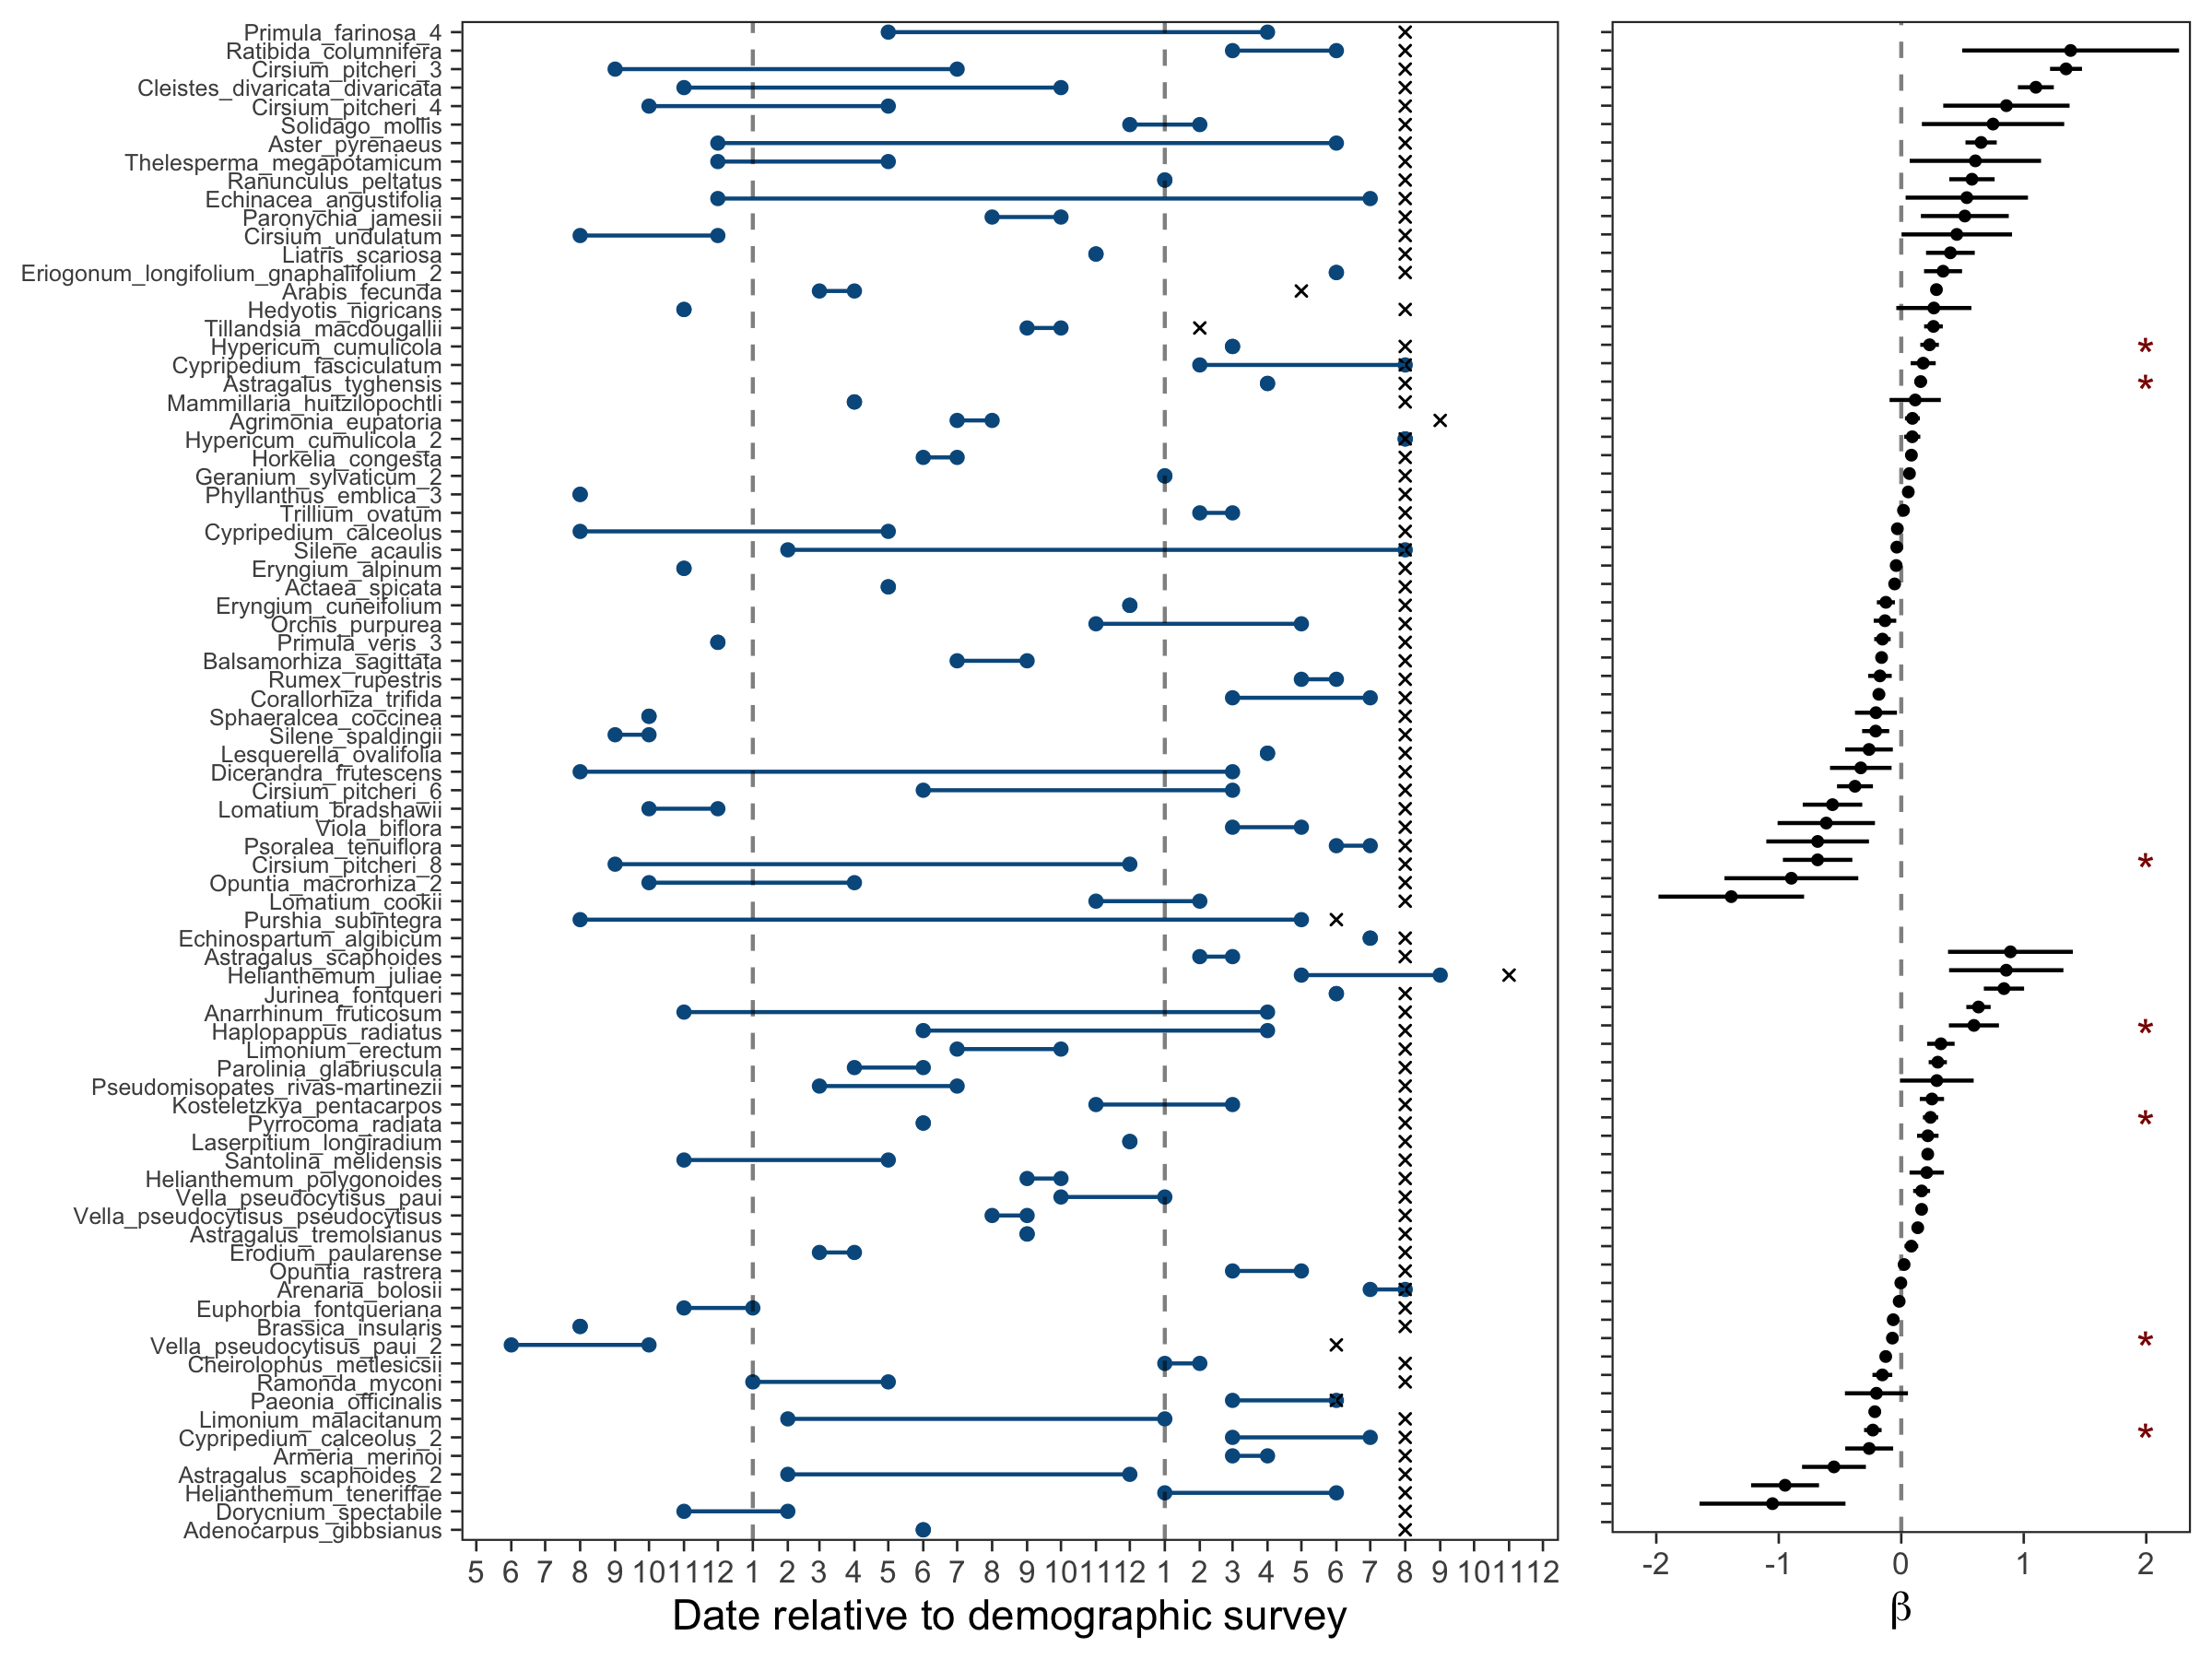 Primula_farinosa_4
Ratibida_columnifera
Cirsium_pitcheri_3
Cleistes_divaricata_divaricata
Cirsium_pitcheri_4
Solidago_mollis
Aster_pyrenaeus
Thelesperma_megapotamicum
Ranunculus_peltatus
Echinacea_angustifolia
Paronychia_jamesii
Cirsium_undulatum
Liatris_scariosa
Eriogonum_longifolium_gnaphalifolium_2
Arabis_fecunda
Hedyotis_nigricans
Tillandsia_macdougallii
Hypericum_cumulicola
Cypripedium_fasciculatum
Astragalus_tyghensis
Mammillaria_huitzilopochtli
Agrimonia_eupatoria
Hypericum_cumulicola_2
Horkelia_congesta
Geranium_sylvaticum_2
Phyllanthus_emblica_3
Trillium_ovatum
Cypripedium_calceolus
Silene_acaulis
Eryngium_alpinum
Actaea_spicata
Eryngium_cuneifolium
Orchis_purpurea
Primula_veris_3
Balsamorhiza_sagittata
Rumex_rupestris
Corallorhiza_trifida
Sphaeralcea_coccinea
Silene_spaldingii
Lesquerella_ovalifolia
Dicerandra_frutescens
Cirsium_pitcheri_6
Lomatium_bradshawii
Viola_biflora
Psoralea_tenuiflora
Cirsium_pitcheri_8
Opuntia_macrorhiza_2
Lomatium_cookii
Purshia_subintegra
Echinospartum_algibicum
Astragalus_scaphoides
Helianthemum_juliae
Jurinea_fontqueri
Anarrhinum_fruticosum
Haplopappus_radiatus
Limonium_erectum
Parolinia_glabriuscula
Pseudomisopates_rivas-martinezii
Kosteletzkya_pentacarpos
Pyrrocoma_radiata
Laserpitium_longiradium
Santolina_melidensis
Helianthemum_polygonoides
Vella_pseudocytisus_paui
Vella_pseudocytisus_pseudocytisus
Astragalus_tremolsianus
Erodium_paularense
Opuntia_rastrera
Arenaria_bolosii
Euphorbia_fontqueriana
Brassica_insularis
Vella_pseudocytisus_paui_2
Cheirolophus_metlesicsii
Ramonda_myconi
Paeonia_officinalis
Limonium_malacitanum
Cypripedium_calceolus_2
Armeria_merinoi
Astragalus_scaphoides_2
Helianthemum_teneriffae
Dorycnium_spectabile
Adenocarpus_gibbsianus
5 6 7 8 9 10 11 12 1 2 3 4 5 6 7 8 9 10 11 12 1 2 3 4 5 6 7 8 9 10 11 12
Date relative to demographic survey
*
*
*
*
*
*
*
-2 -1 0 1 2
β